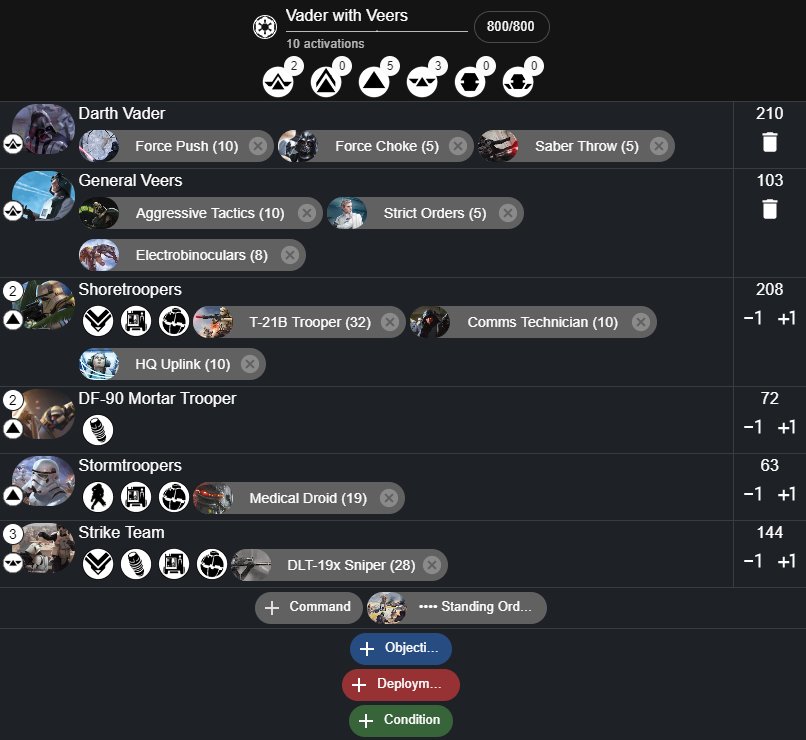 Vader with Veers
800/800
10 activations
2 0 5 3 0 0
Darth Vader 210
Force Push (10) Force Choke (5) Saber Throw (5)
General Veers 103
Aggressive Tactics (10) Strict Orders (5)
Electrobinoculars (8)
2 Shoretroopers 208
T-21B Trooper (32) Comms Technician (10) −1 +1
HQ Uplink (10)
2 DF-90 Mortar Trooper 72
−1 +1
Stormtroopers 63
Medical Droid (19) −1 +1
3 Strike Team 144
DLT-19x Sniper (28) −1 +1
+ Command •••• Standing Ord...
+ Objecti...
+ Deploym...
+ Condition